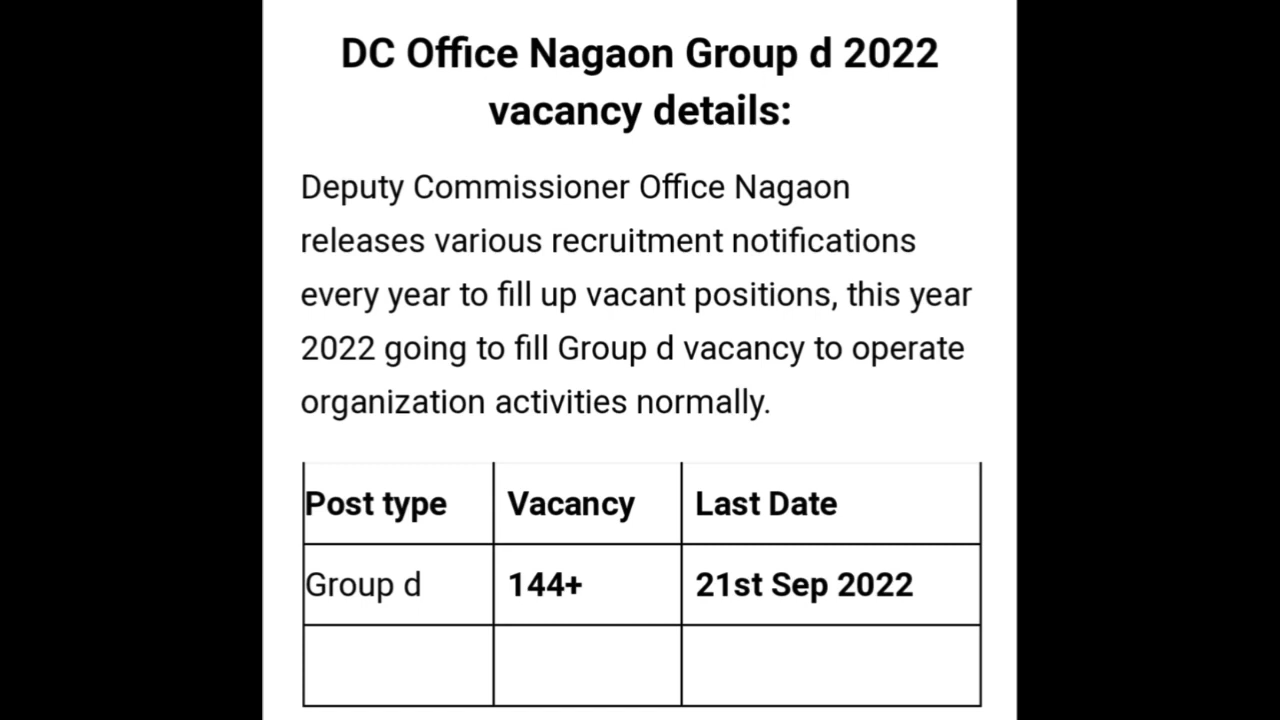 DC Office Nagaon Group d 2022
vacancy details:
Deputy Commissioner Office Nagaon
releases various recruitment notifications
every year to fill up vacant positions, this year
2022 going to fill Group d vacancy to operate
organization activities normally.
Post type Vacancy Last Date
Group d 144+ 21st Sep 2022